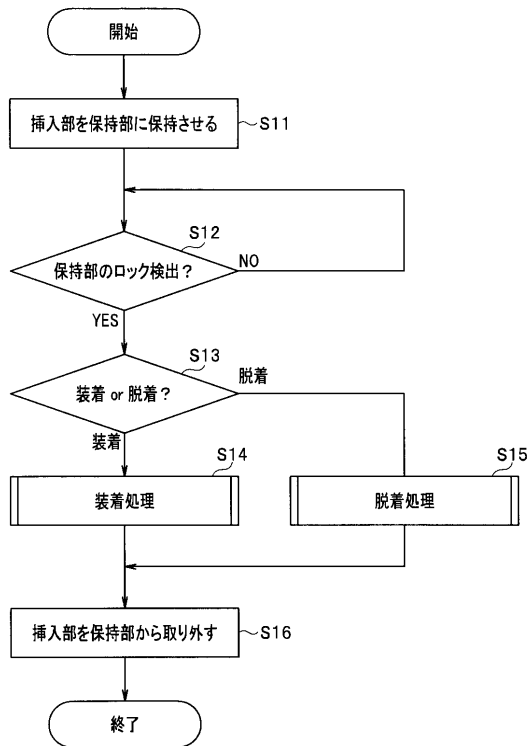 開始
挿入部を保持部に保持させる
S11
S12
保持部のロック検出？
NO
YES
S13
装着 or 脱着？
脱着
装着
S14
装着処理
S15
脱着処理
挿入部を保持部から取り外す
S16
終了